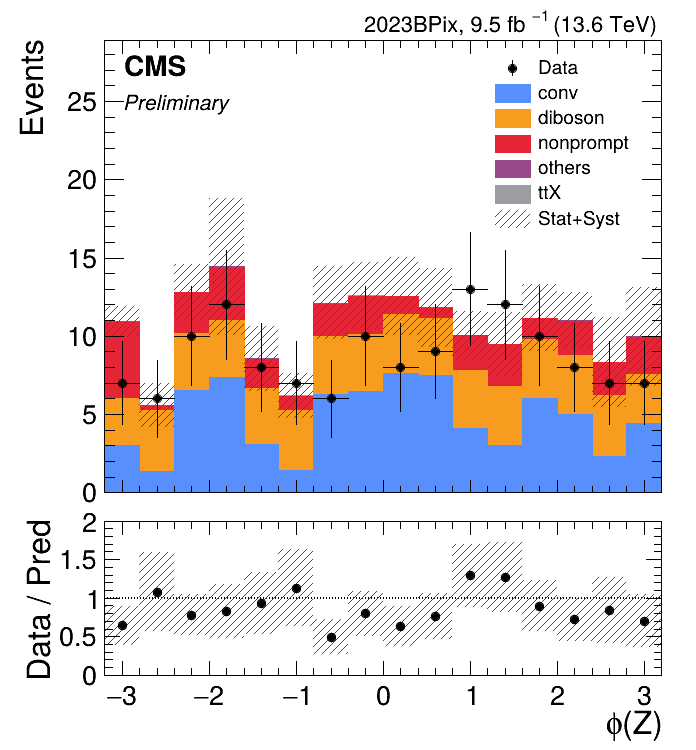 2023BPix, 9.5 fb ⁻¹ (13.6 TeV)
Events
CMS
Preliminary
Data
conv
diboson
nonprompt
others
ttX
Stat+Syst
25
20
15
10
5
0
Data / Pred
2
1.5
1
0.5
0
−3 −2 −1 0 1 2 3
ϕ(Z)